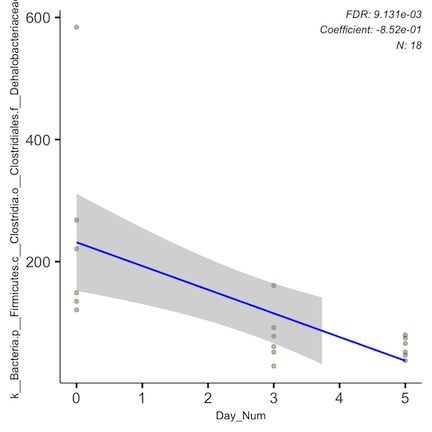 FDR: 9.131e-03
Coefficient: -8.52e-01
N: 18
k__Bacteria.p__Firmicutes.c__Clostridia.o__Clostridiales.f__Dehalobacteriaceae
600
400
200
0 1 2 3 4 5
Day_Num